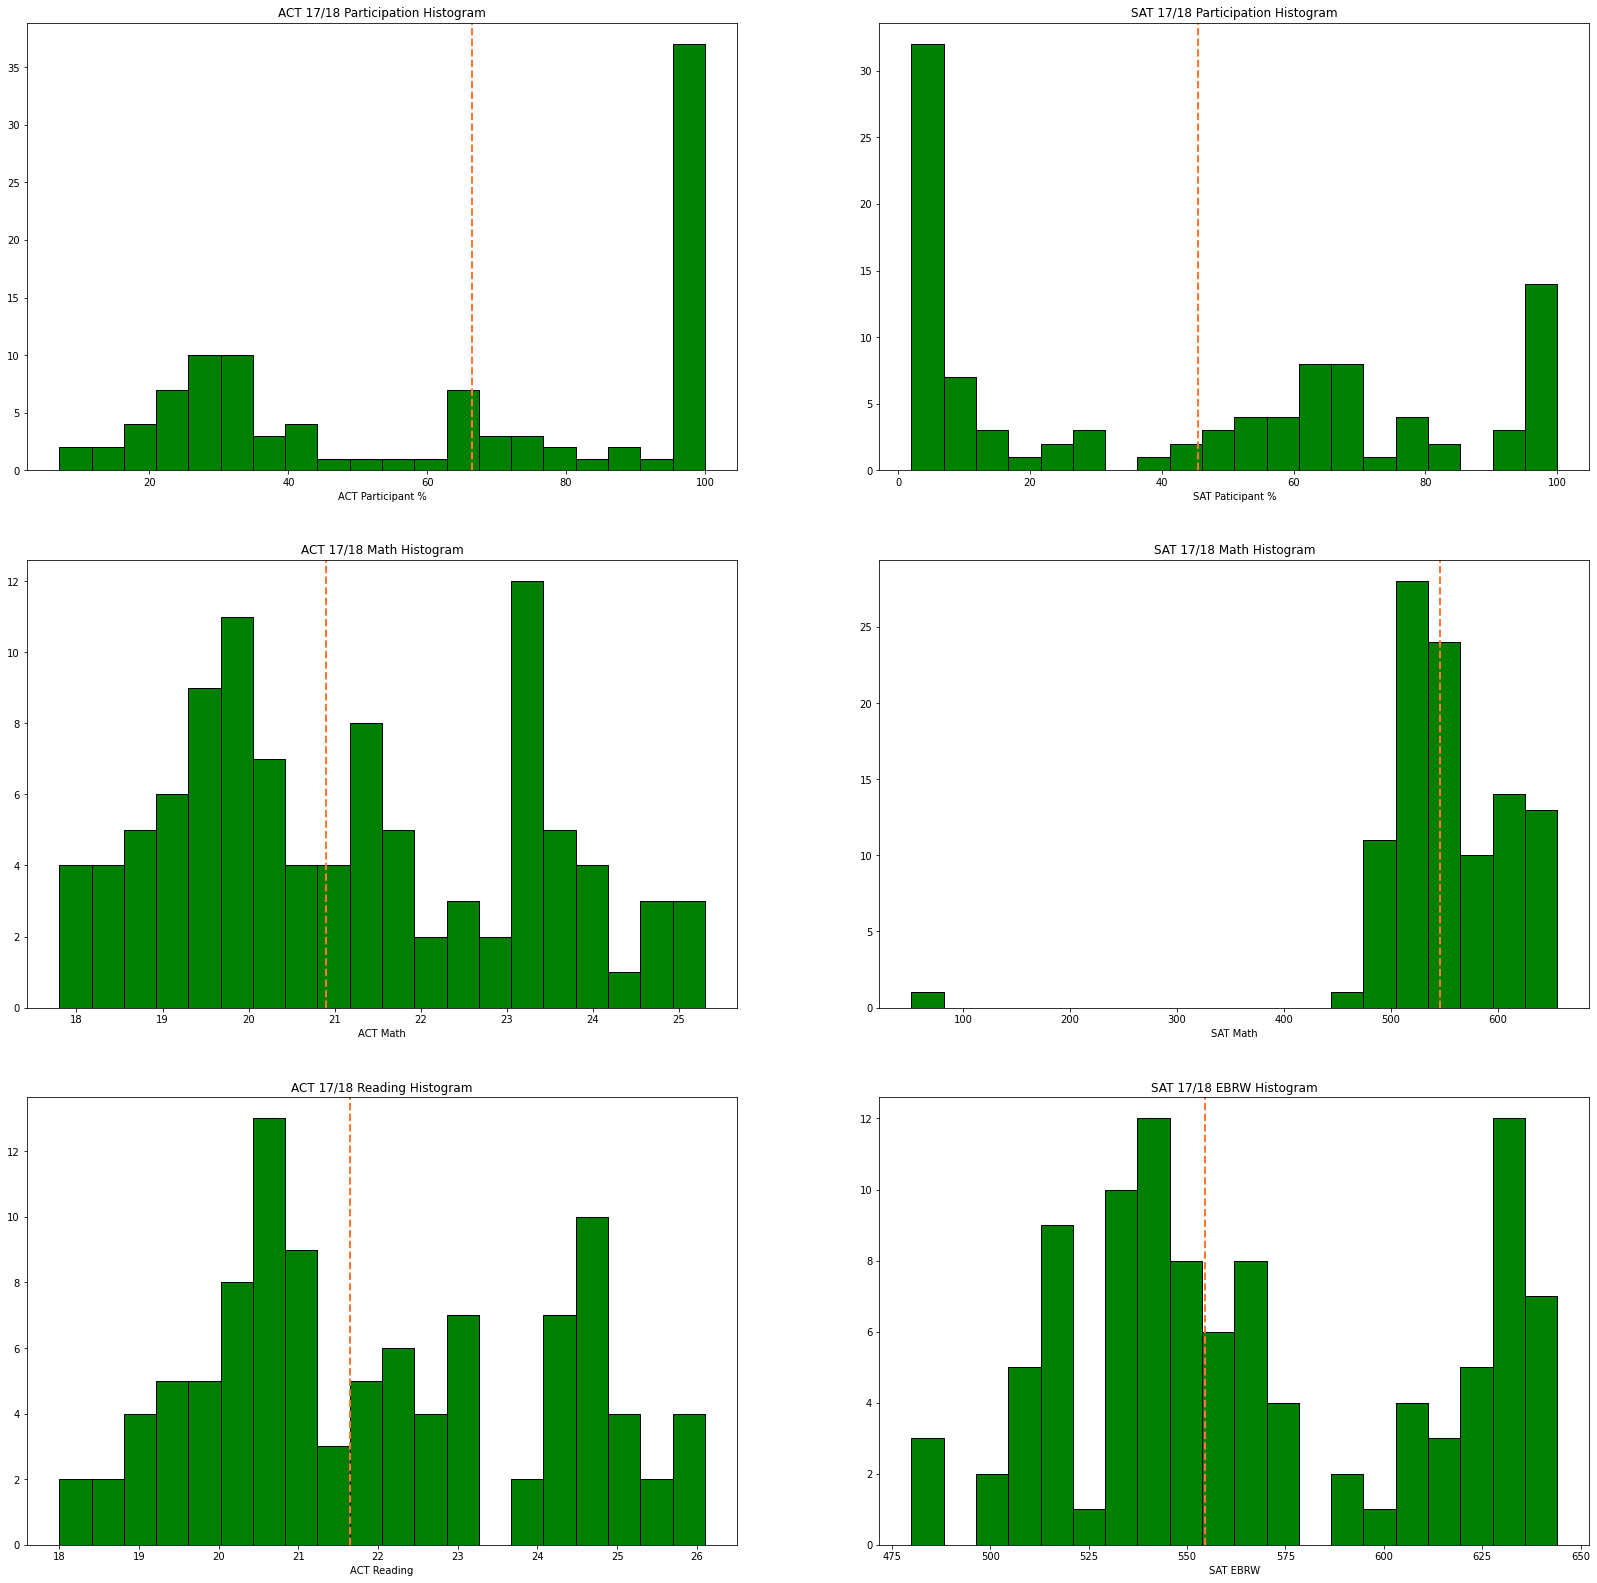 ACT 17/18 Participation Histogram
35
30
25
20
15
10
5
0
20 40 60 80 100
ACT Participant %
SAT 17/18 Participation Histogram
30
25
20
15
10
5
0
0 20 40 60 80 100
SAT Paticipant %
ACT 17/18 Math Histogram
12
10
8
6
4
2
0
18 19 20 21 22 23 24 25
ACT Math
SAT 17/18 Math Histogram
25
20
15
10
5
0
100 200 300 400 500 600
SAT Math
ACT 17/18 Reading Histogram
12
10
8
6
4
2
0
18 19 20 21 22 23 24 25 26
ACT Reading
SAT 17/18 EBRW Histogram
12
10
8
6
4
2
0
475 500 525 550 575 600 625 650
SAT EBRW